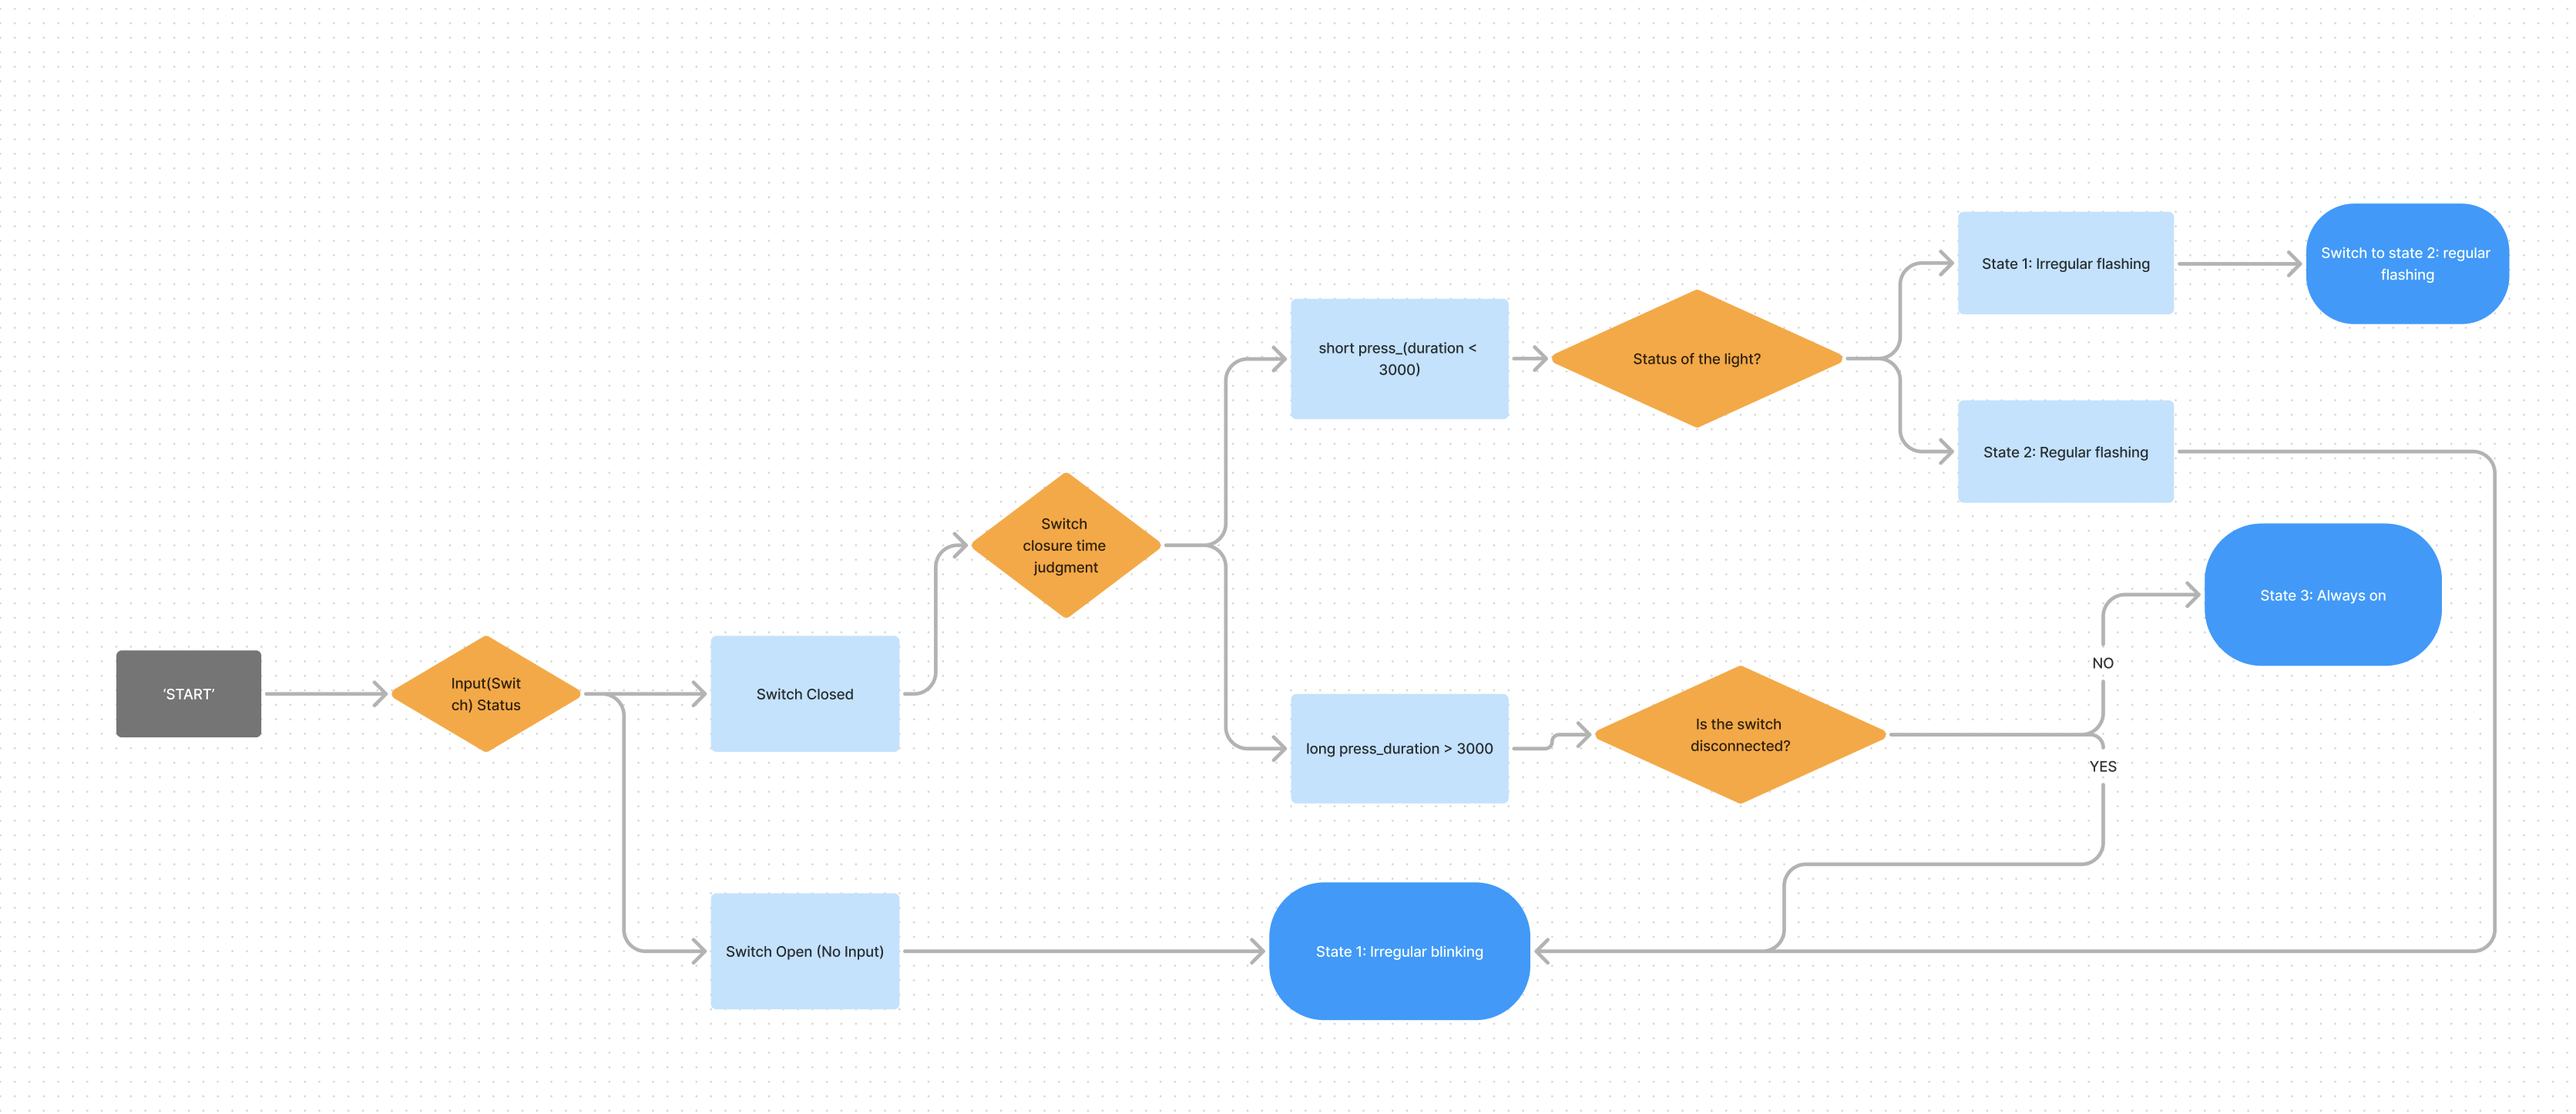 ‘START’
Input(Swit
ch) Status
Switch Closed
Switch Open (No Input)
Switch
closure time
judgment
short press_(duration <
3000)
long press_duration > 3000
Status of the light?
State 1: Irregular flashing
Switch to state 2: regular
flashing
State 2: Regular flashing
Is the switch
disconnected?
NO
State 3: Always on
YES
State 1: Irregular blinking